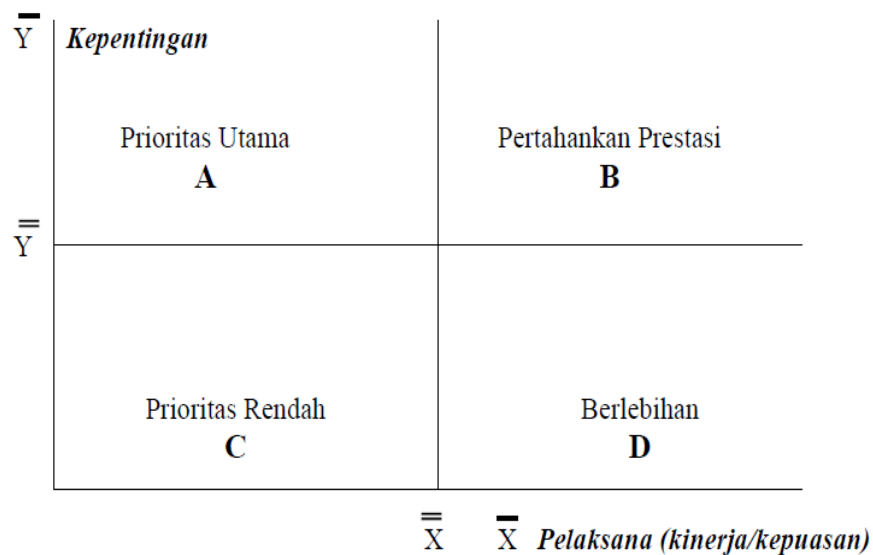 Y̅ Kepentingan
Prioritas Utama
A
Pertahankan Prestasi
B
Y̿
Prioritas Rendah
C
Berlebihan
D
X̿ X̅ Pelaksana (kinerja/kepuasan)